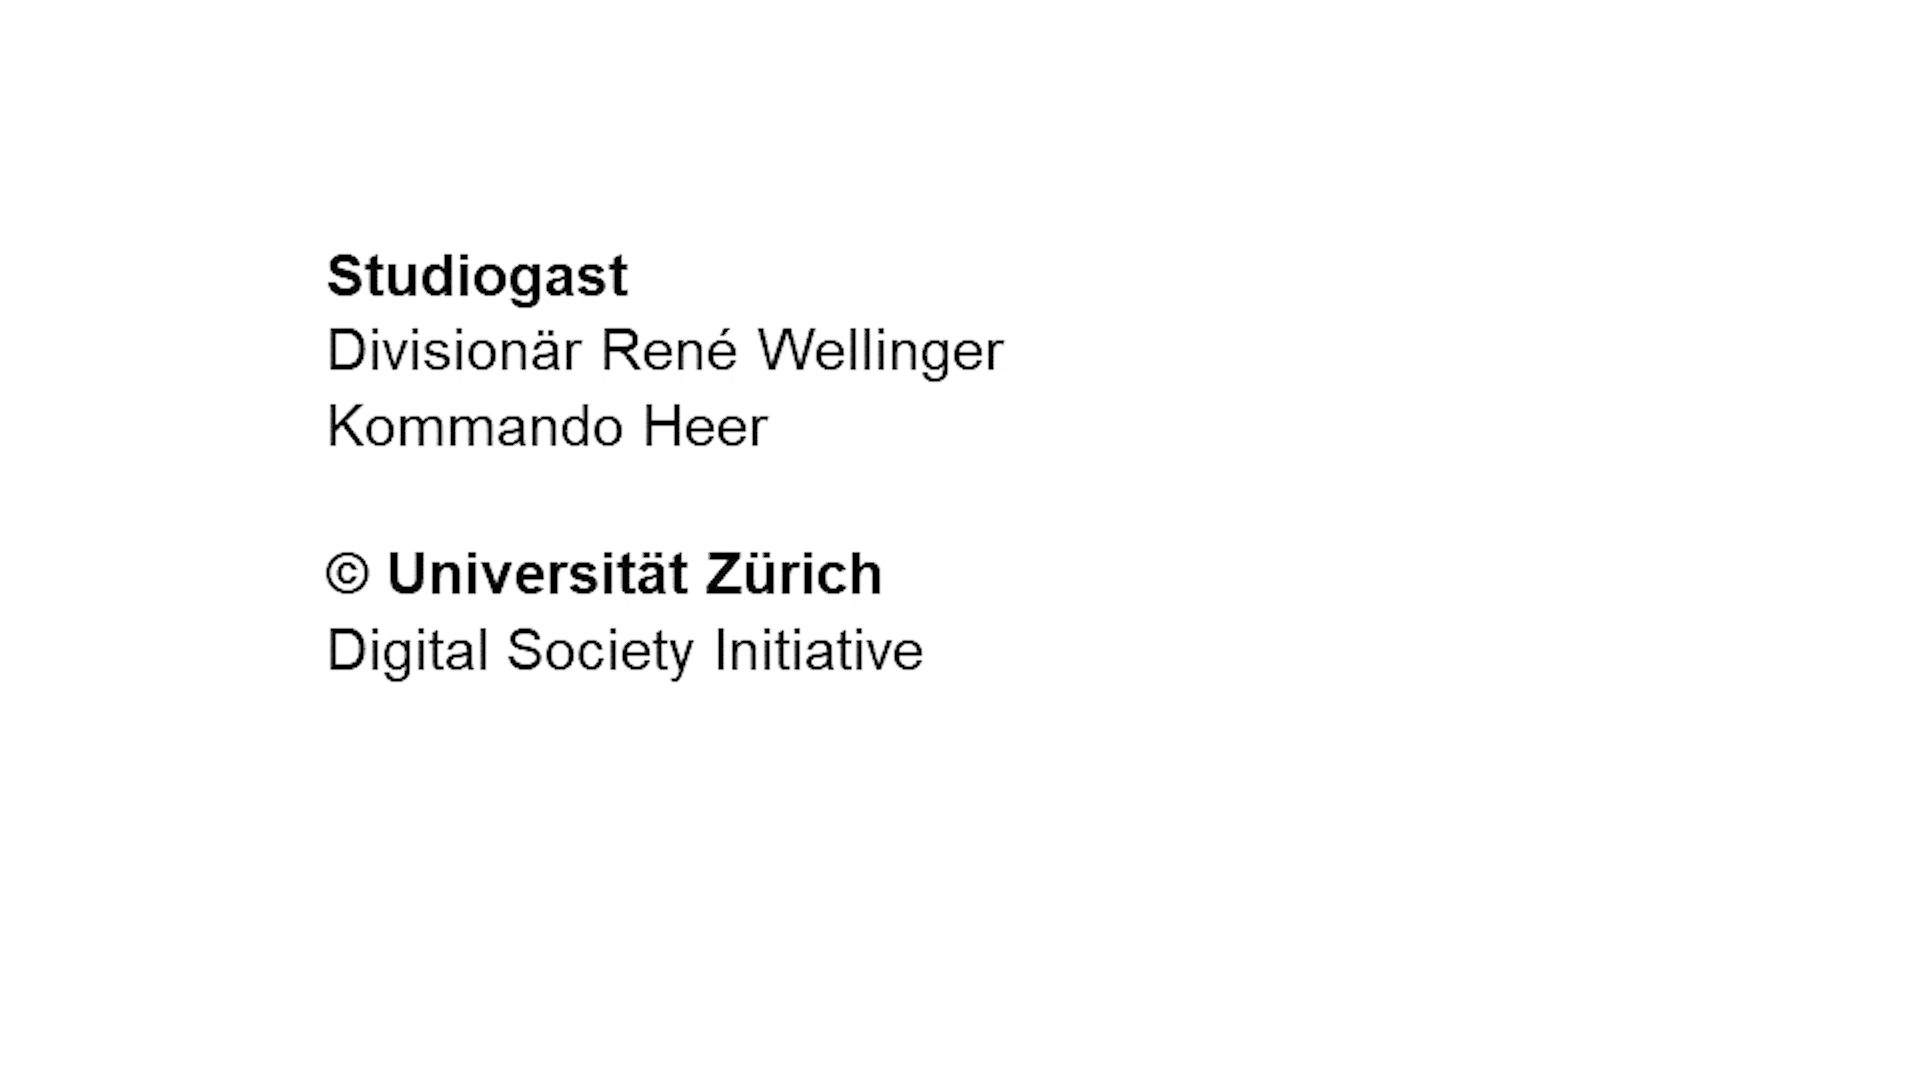 Studiogast
Divisionär René Wellinger
Kommando Heer
© Universität Zürich
Digital Society Initiative